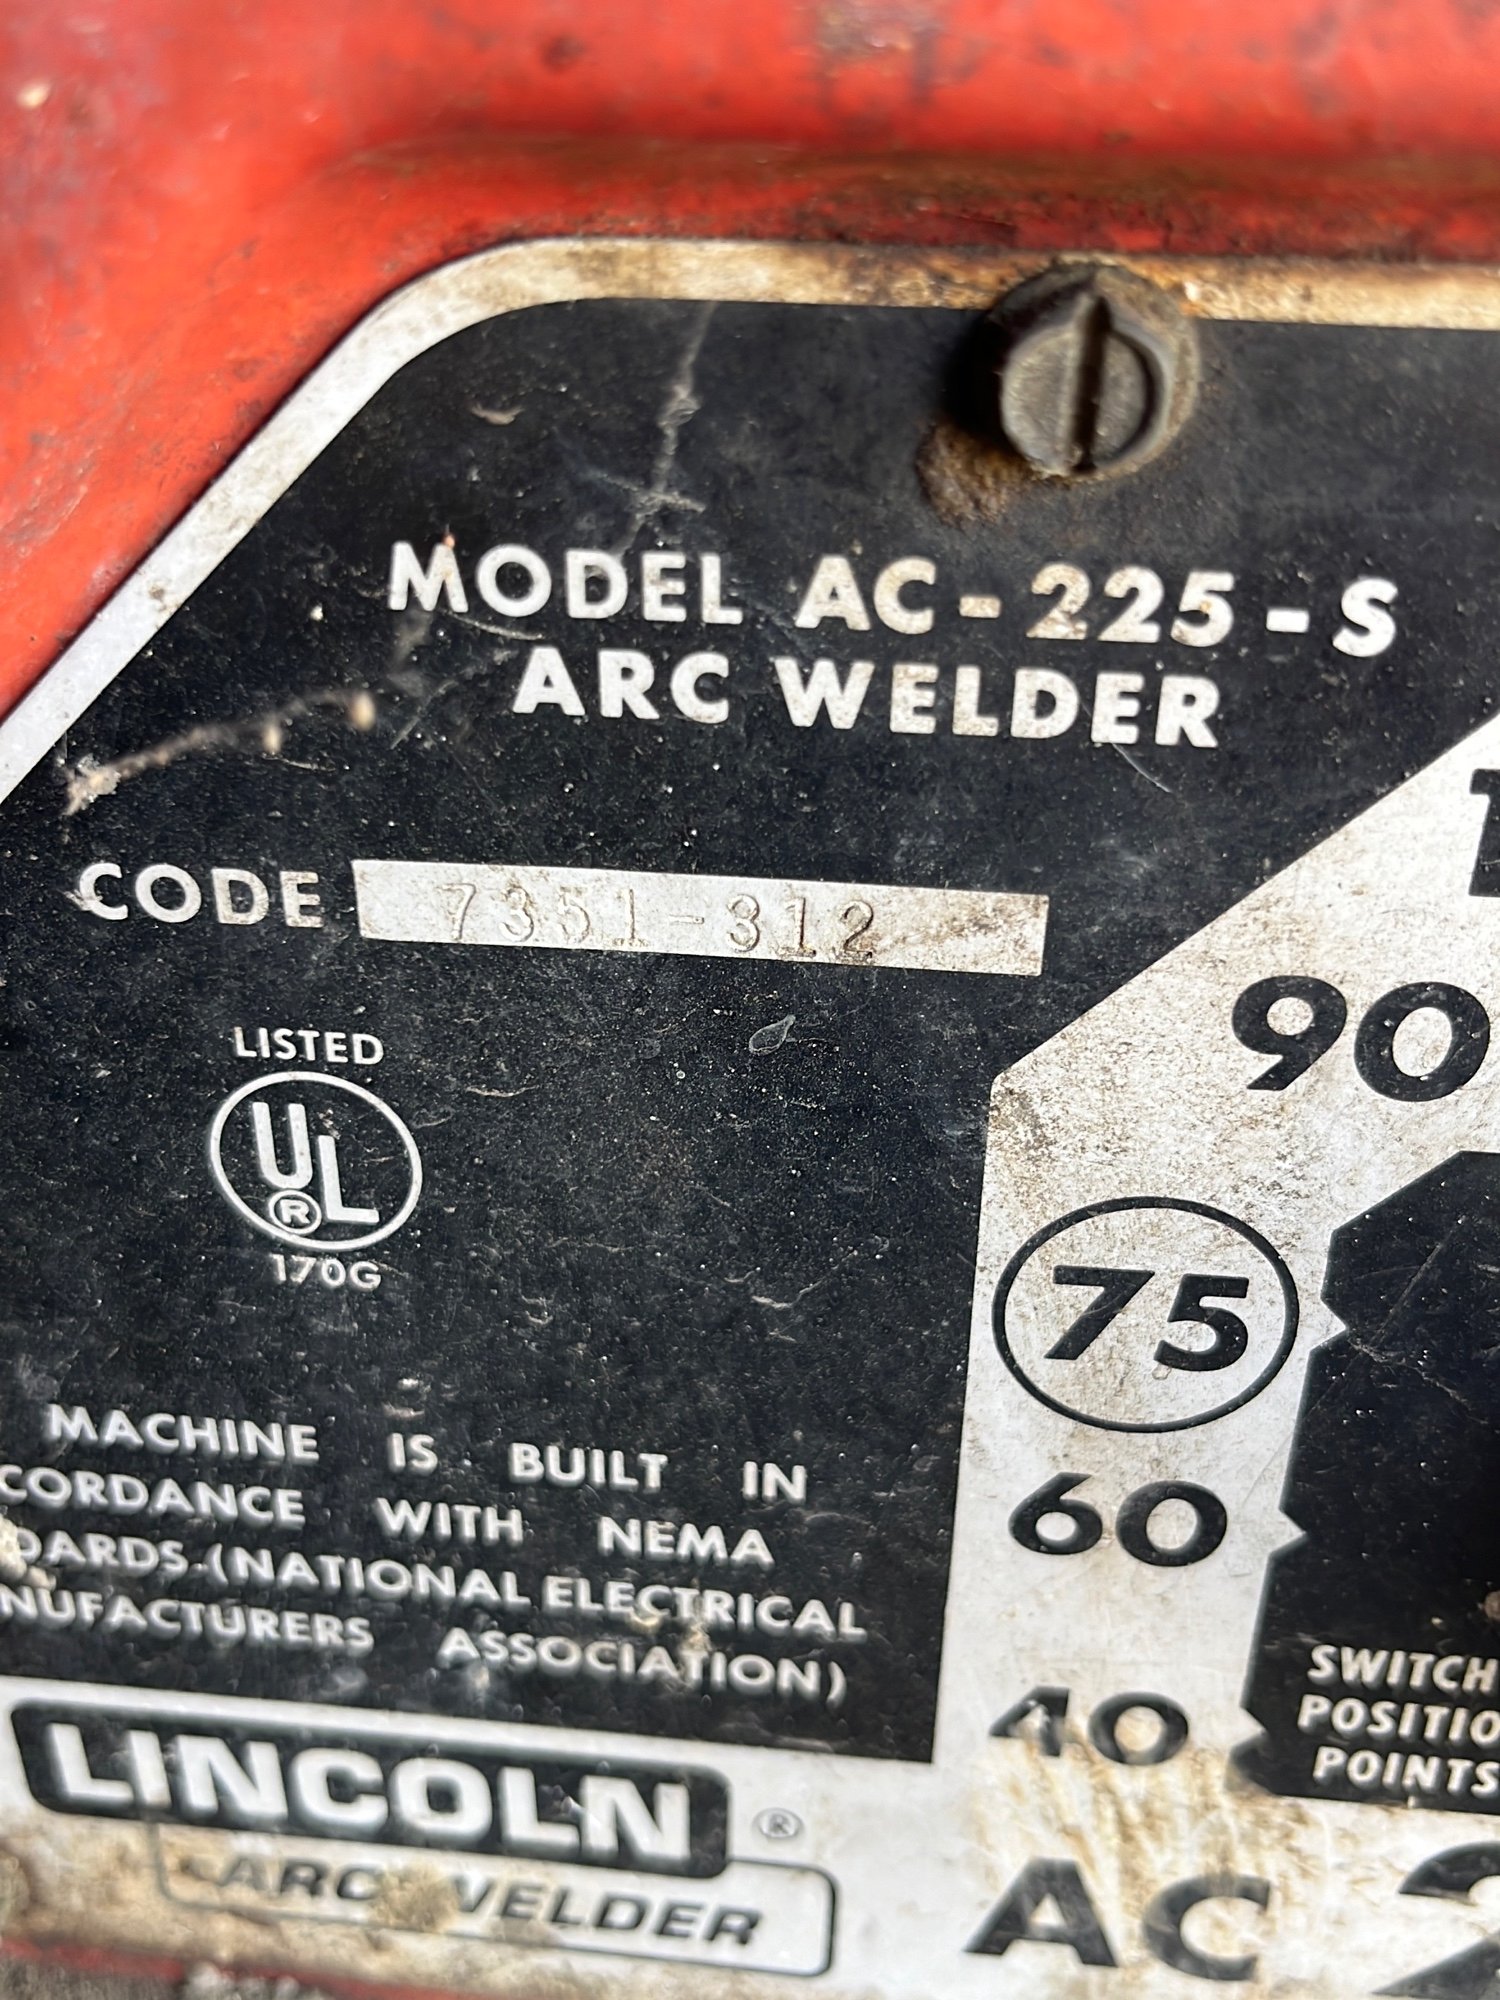 MODEL AC-225-S
ARC WELDER
CODE 7351-312
LISTED
UL
®
170G
90
75
60
40
SWITCH
POSITIO
POINTS
MACHINE IS BUILT IN
CORDANCE WITH NEMA
DARDS (NATIONAL ELECTRICAL
NUFACTURERS ASSOCIATION)
LINCOLN ®
ARC WELDER
AC 2